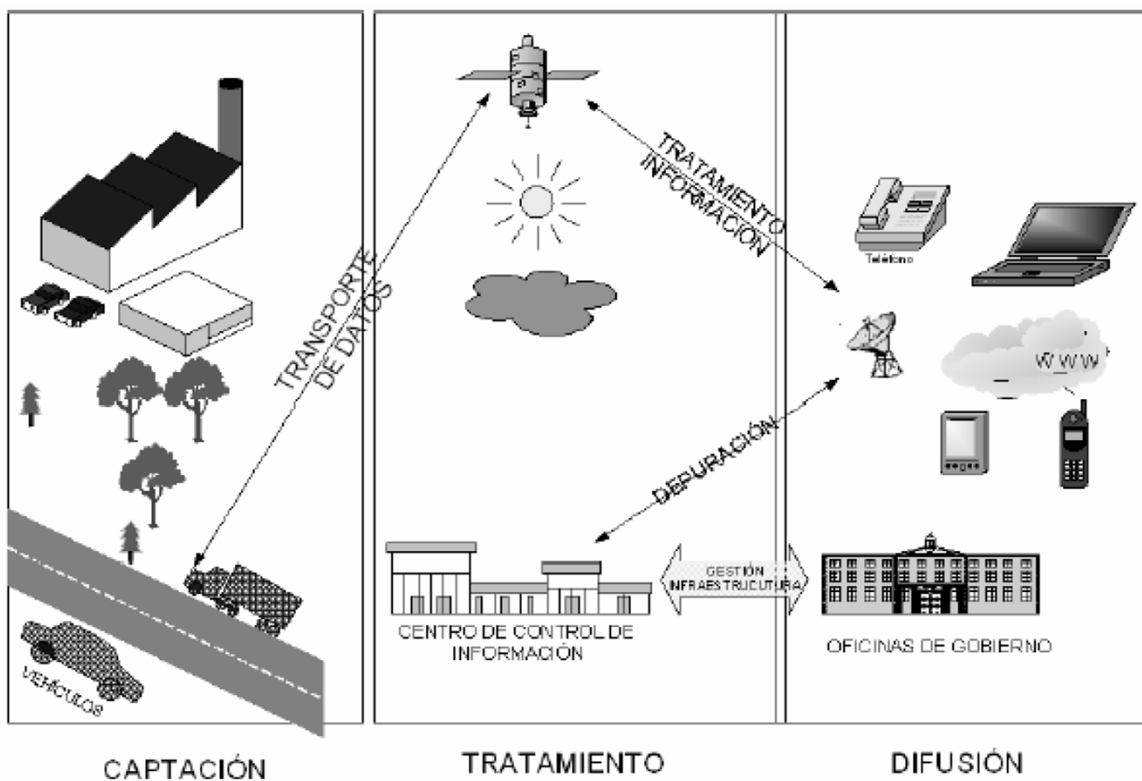 TRANSPORTE
DE DATOS
VEHÍCULOS
TRATAMIENTO
INFORMACIÓN
DEPURACIÓN
CENTRO DE CONTROL DE
INFORMACIÓN
GESTIÓN
INFRAESTRUCUTURA
Teléfono
WWW
OFICINAS DE GOBIERNO
CAPTACIÓN
TRATAMIENTO
DIFUSIÓN